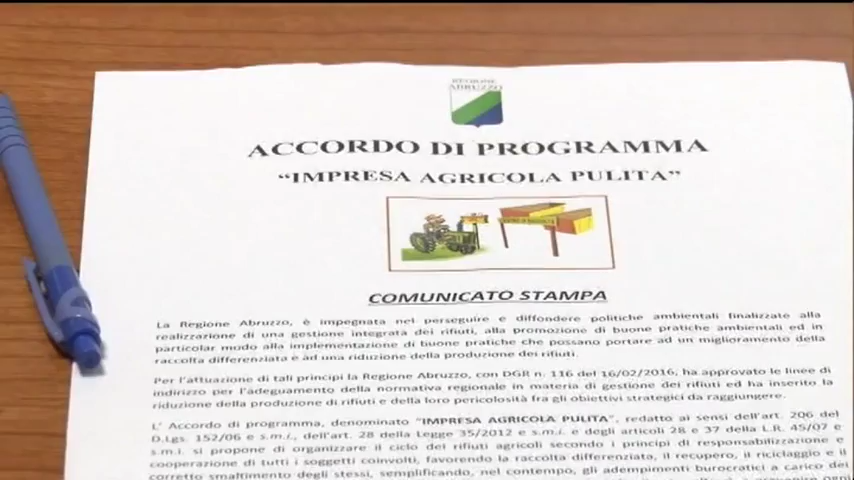 REGIONE
ABRUZZO
ACCORDO DI PROGRAMMA
“IMPRESA AGRICOLA PULITA”
COMUNICATO STAMPA
La Regione Abruzzo, è impegnata nel perseguire e diffondere politiche ambientali finalizzate alla
realizzazione di una gestione integrata dei rifiuti, alla promozione di buone pratiche ambientali ed in
particolar modo alla implementazione di buone pratiche che possano portare ad un miglioramento della
raccolta differenziata e ad una riduzione della produzione dei rifiuti.
Per l'attuazione di tali principi la Regione Abruzzo, con DGR n. 116 del 16/02/2016, ha approvato le linee di
indirizzo per l'adeguamento della normativa regionale in materia di gestione dei rifiuti ed ha inserito la
riduzione della produzione di rifiuti e della loro pericolosità fra gli obiettivi strategici da raggiungere.
L' Accordo di programma, denominato “IMPRESA AGRICOLA PULITA”, redatto ai sensi dell'art. 206 del
D.Lgs. 152/06 e s.m.i., dell'art. 28 della Legge 35/2012 e s.m.i. e degli articoli 28 e 37 della L.R. 45/07 e
s.m.i. si propone di organizzare il ciclo dei rifiuti agricoli secondo i principi di responsabilizzazione e
cooperazione di tutti i soggetti coinvolti, favorendo la raccolta differenziata, il recupero, il riciclaggio e il
corretto smaltimento degli stessi, semplificando, nel contempo, gli adempimenti burocratici a carico dei